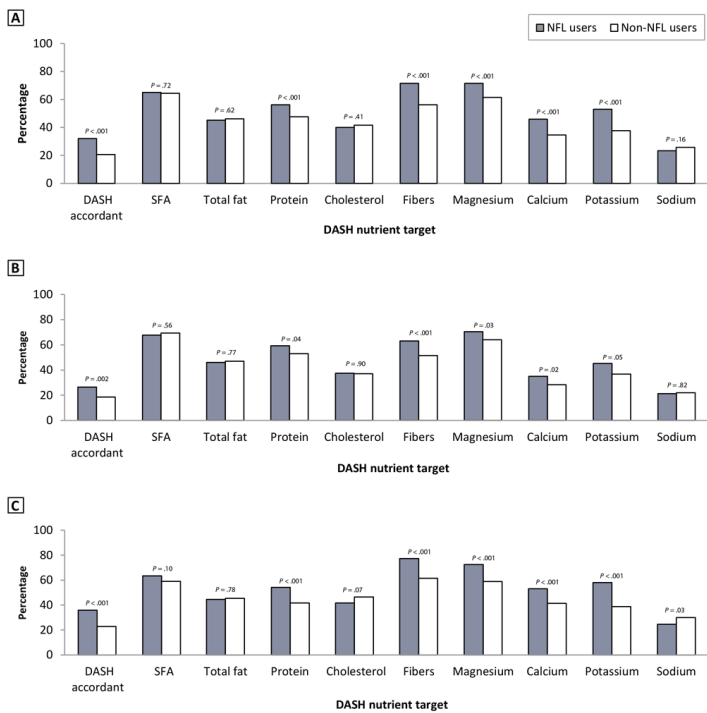 A
NFL users Non-NFL users
100
80
60
40
20
0
Percentage
P < .001
P = .72
P = .62
P < .001
P = .41
P < .001
P < .001
P < .001
P < .001
P = .16
DASH accordant SFA Total fat Protein Cholesterol Fibers Magnesium Calcium Potassium Sodium
DASH nutrient target
B
100
80
60
40
20
0
Percentage
P = .002
P = .56
P = .77
P = .04
P = .90
P < .001
P = .03
P = .02
P = .05
P = .82
DASH accordant SFA Total fat Protein Cholesterol Fibers Magnesium Calcium Potassium Sodium
DASH nutrient target
C
100
80
60
40
20
0
Percentage
P < .001
P = .10
P = .78
P < .001
P = .07
P < .001
P < .001
P < .001
P < .001
P = .03
DASH accordant SFA Total fat Protein Cholesterol Fibers Magnesium Calcium Potassium Sodium
DASH nutrient target